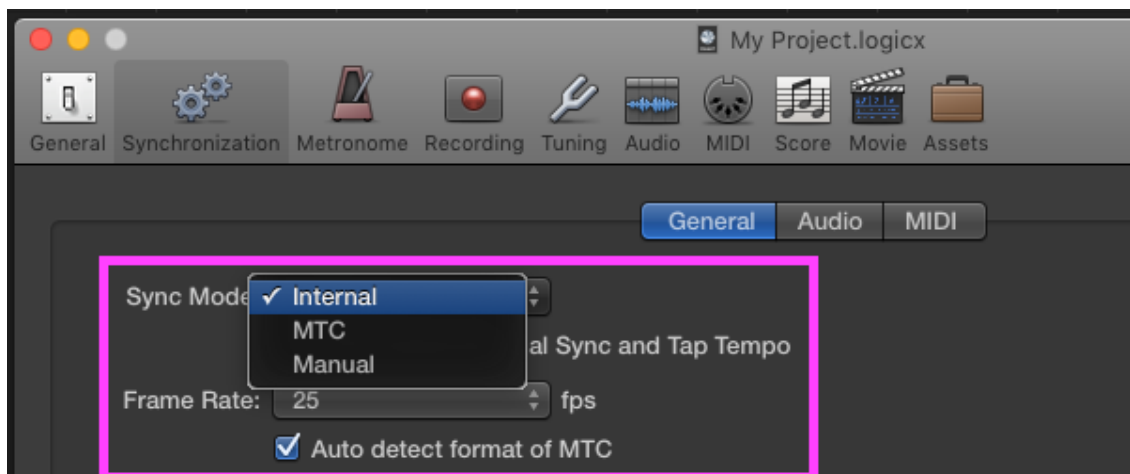 My Project.logicx
General Synchronization Metronome Recording Tuning Audio MIDI Score Movie Assets
General Audio MIDI
Sync Mode ✓ Internal
MTC
al Sync and Tap Tempo
Manual
Frame Rate: 25 fps
Auto detect format of MTC